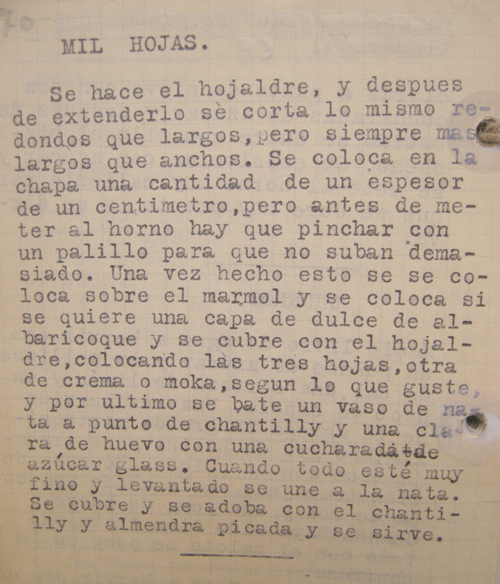 70
MIL HOJAS.
Se hace el hojaldre, y despues
de extenderlo se corta lo mismo re-
dondos que largos,pero siempre mas
largos que anchos. Se coloca en la
chapa una cantidad de un espesor
de un centimetro,pero antes de me-
ter al horno hay que pinchar con
un palillo para que no suban dema-
siado. Una vez hecho esto se se co-
loca sobre el marmol y se coloca si
se quiere una capa de dulce de al-
baricoque y se cubre con el hojal-
dre,colocando las tres hojas,otra
de crema o moka,segun lo que guste,
y por ultimo se bate un vaso de na-
ta a punto de chantilly y una cla-
ra de huevo con una cucharada de
azúcar glass. Cuando todo esté muy
fino y levantado se une a la nata.
Se cubre y se adoba con el chanti-
lly y almendra picada y se sirve.